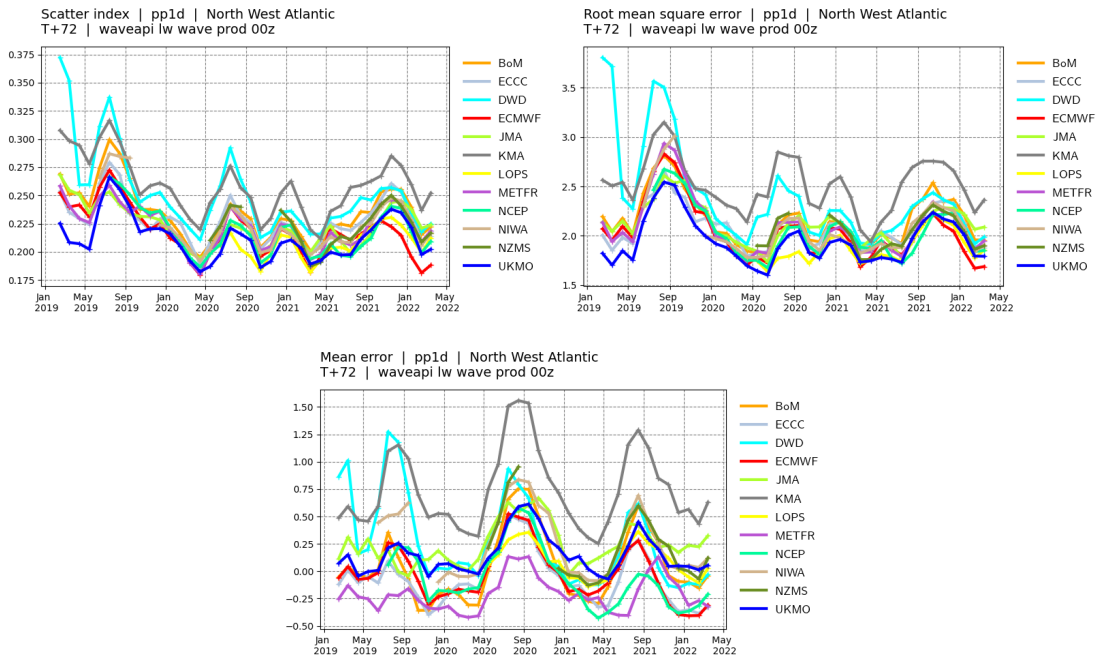 Scatter index | pp1d | North West Atlantic
T+72 | waveapi lw wave prod 00z
0.375
0.350
0.325
0.300
0.275
0.250
0.225
0.200
0.175
Jan 2019
May 2019
Sep 2019
Jan 2020
May 2020
Sep 2020
Jan 2021
May 2021
Sep 2021
Jan 2022
May 2022
BoM
ECCC
DWD
ECMWF
JMA
KMA
LOPS
METFR
NCEP
NIWA
NZMS
UKMO
Root mean square error | pp1d | North West Atlantic
T+72 | waveapi lw wave prod 00z
3.5
3.0
2.5
2.0
1.5
Jan 2019
May 2019
Sep 2019
Jan 2020
May 2020
Sep 2020
Jan 2021
May 2021
Sep 2021
Jan 2022
May 2022
BoM
ECCC
DWD
ECMWF
JMA
KMA
LOPS
METFR
NCEP
NIWA
NZMS
UKMO
Mean error | pp1d | North West Atlantic
T+72 | waveapi lw wave prod 00z
1.50
1.25
1.00
0.75
0.50
0.25
0.00
−0.25
−0.50
Jan 2019
May 2019
Sep 2019
Jan 2020
May 2020
Sep 2020
Jan 2021
May 2021
Sep 2021
Jan 2022
May 2022
BoM
ECCC
DWD
ECMWF
JMA
KMA
LOPS
METFR
NCEP
NIWA
NZMS
UKMO